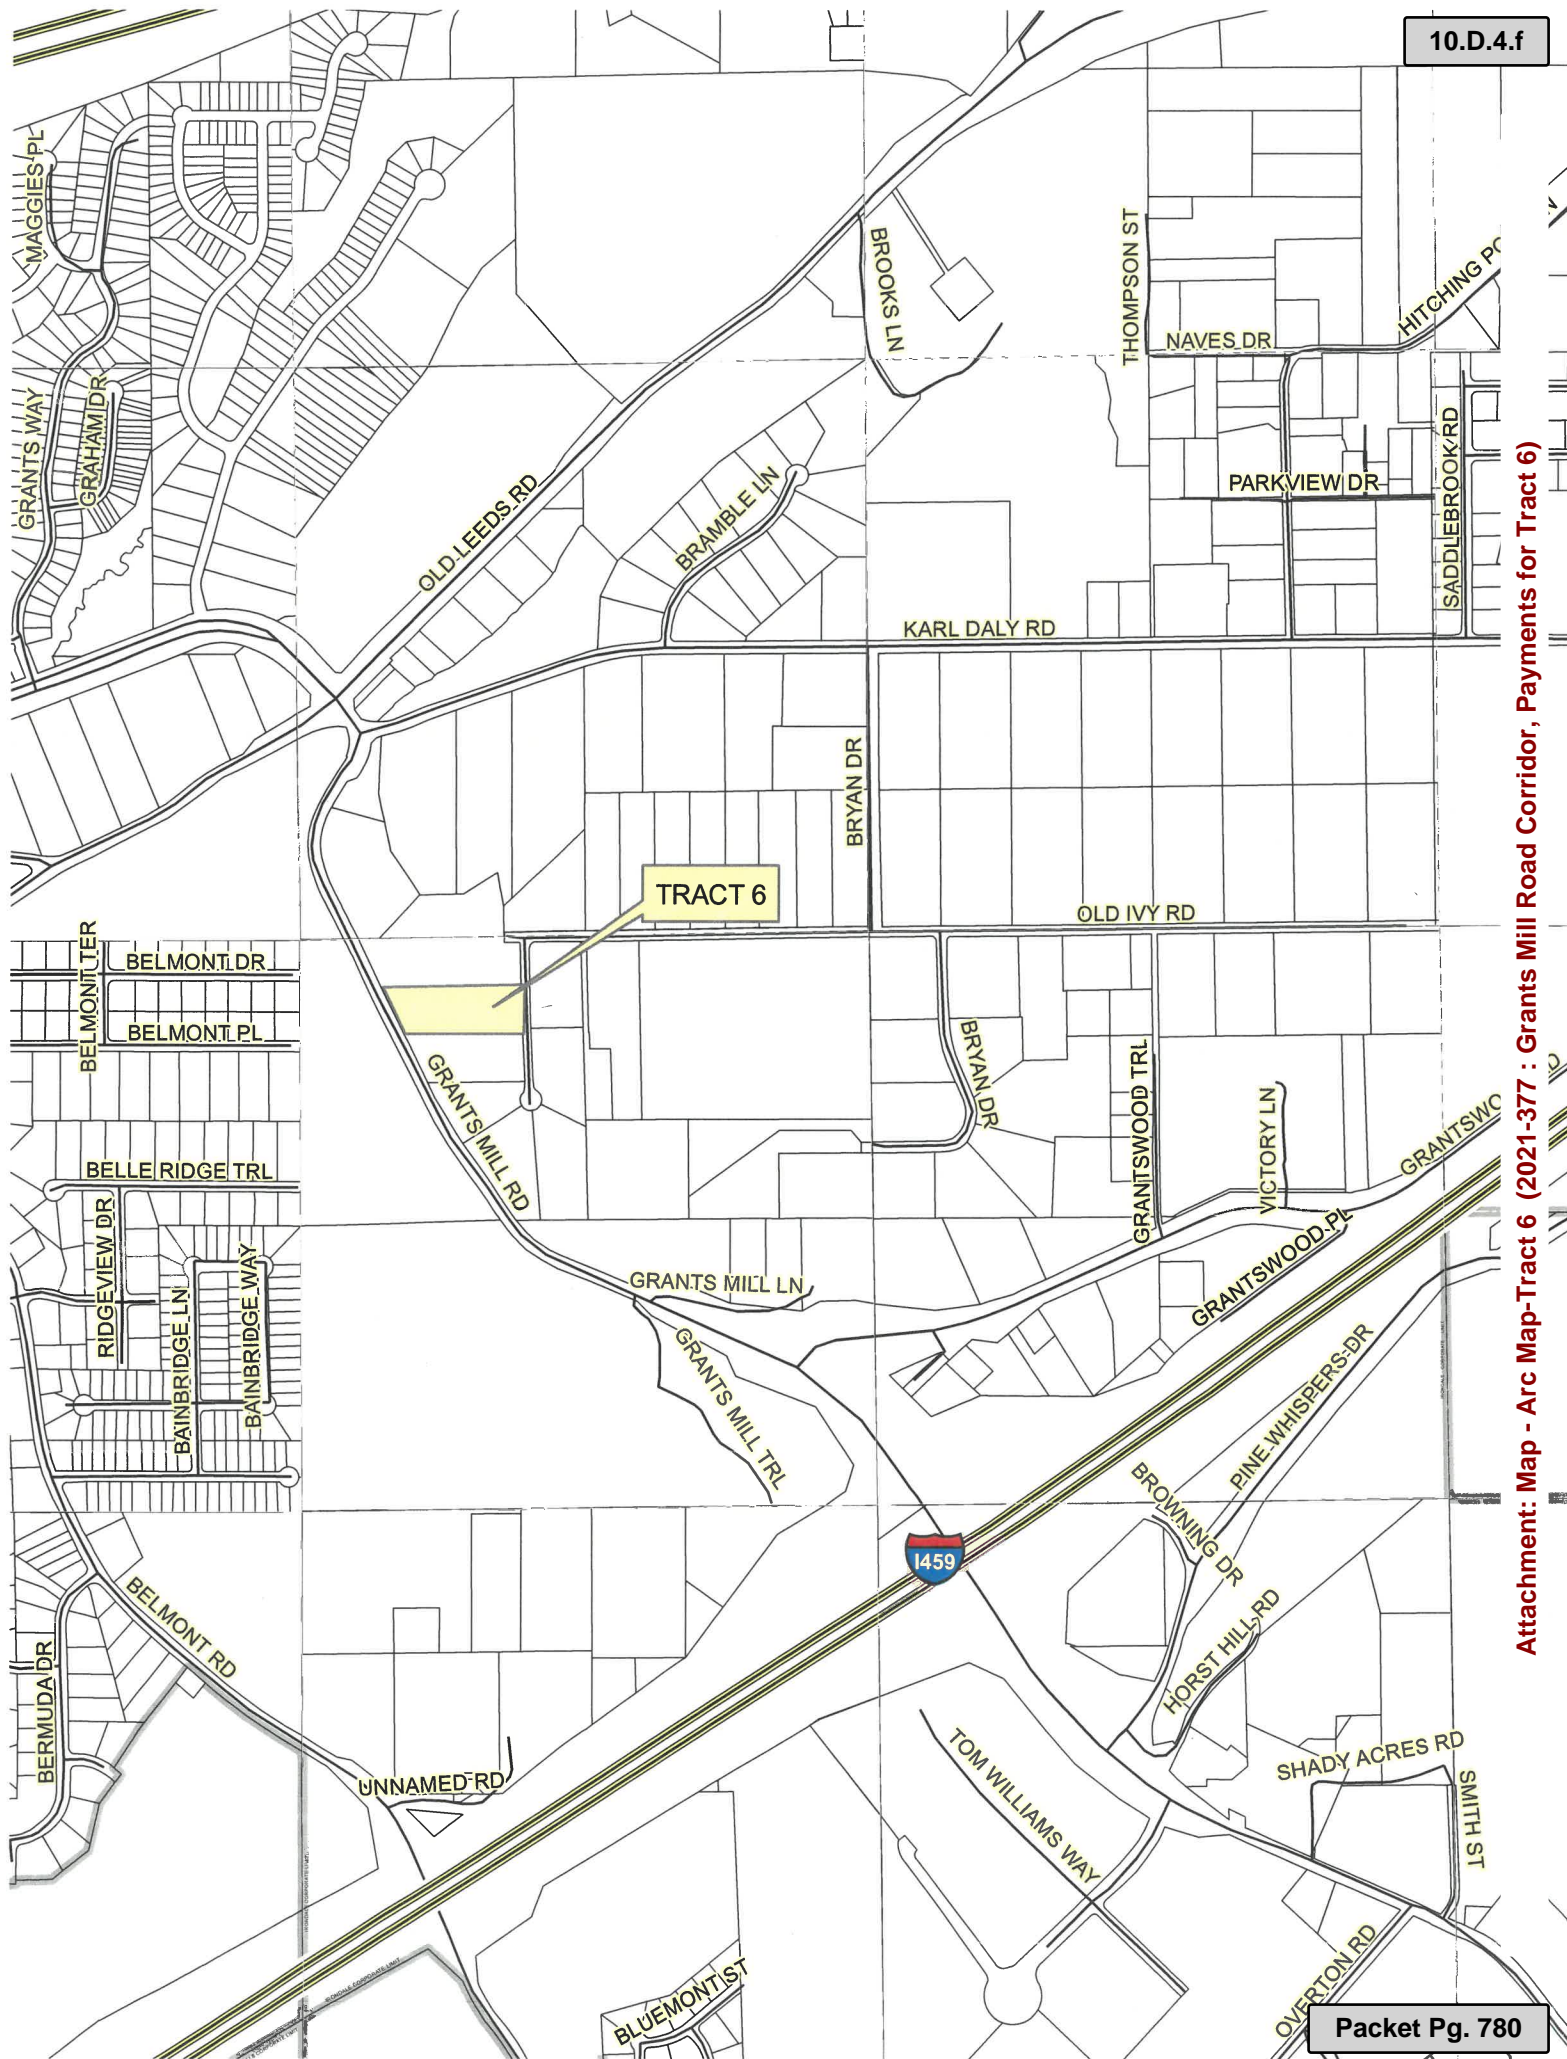 10.D.4.f
MAGGIES PL
BROOKS LN
THOMPSON ST
NAVES DR
HITCHING PO
GRANTS WAY
GRAHAM DR
OLD LEEDS RD
BRAMBLE LN
PARKVIEW DR
SADDLEBROOK RD
KARL DALY RD
BRYAN DR
TRACT 6
OLD IVY RD
BELMONT TER
BELMONT DR
BELMONT PL
GRANTS MILL RD
BRYAN DR
GRANTSWOOD TRL
VICTORY LN
GRANTSWO
BELLE RIDGE TRL
RIDGEVIEW DR
BAINBRIDGE LN
BAINBRIDGE WAY
GRANTS MILL LN
GRANTSWOOD PL
GRANTS MILL TRL
PINE WHISPERS DR
BROWNING DR
I459
BELMONT RD
BERMUDA DR
HORST HILL RD
UNNAMED RD
TOM WILLIAMS WAY
SHADY ACRES RD
SMITH ST
BLUEMONT ST
OVERTON RD
Attachment: Map - Arc Map-Tract 6 (2021-377 : Grants Mill Road Corridor, Payments for Tract 6)
Packet Pg. 780